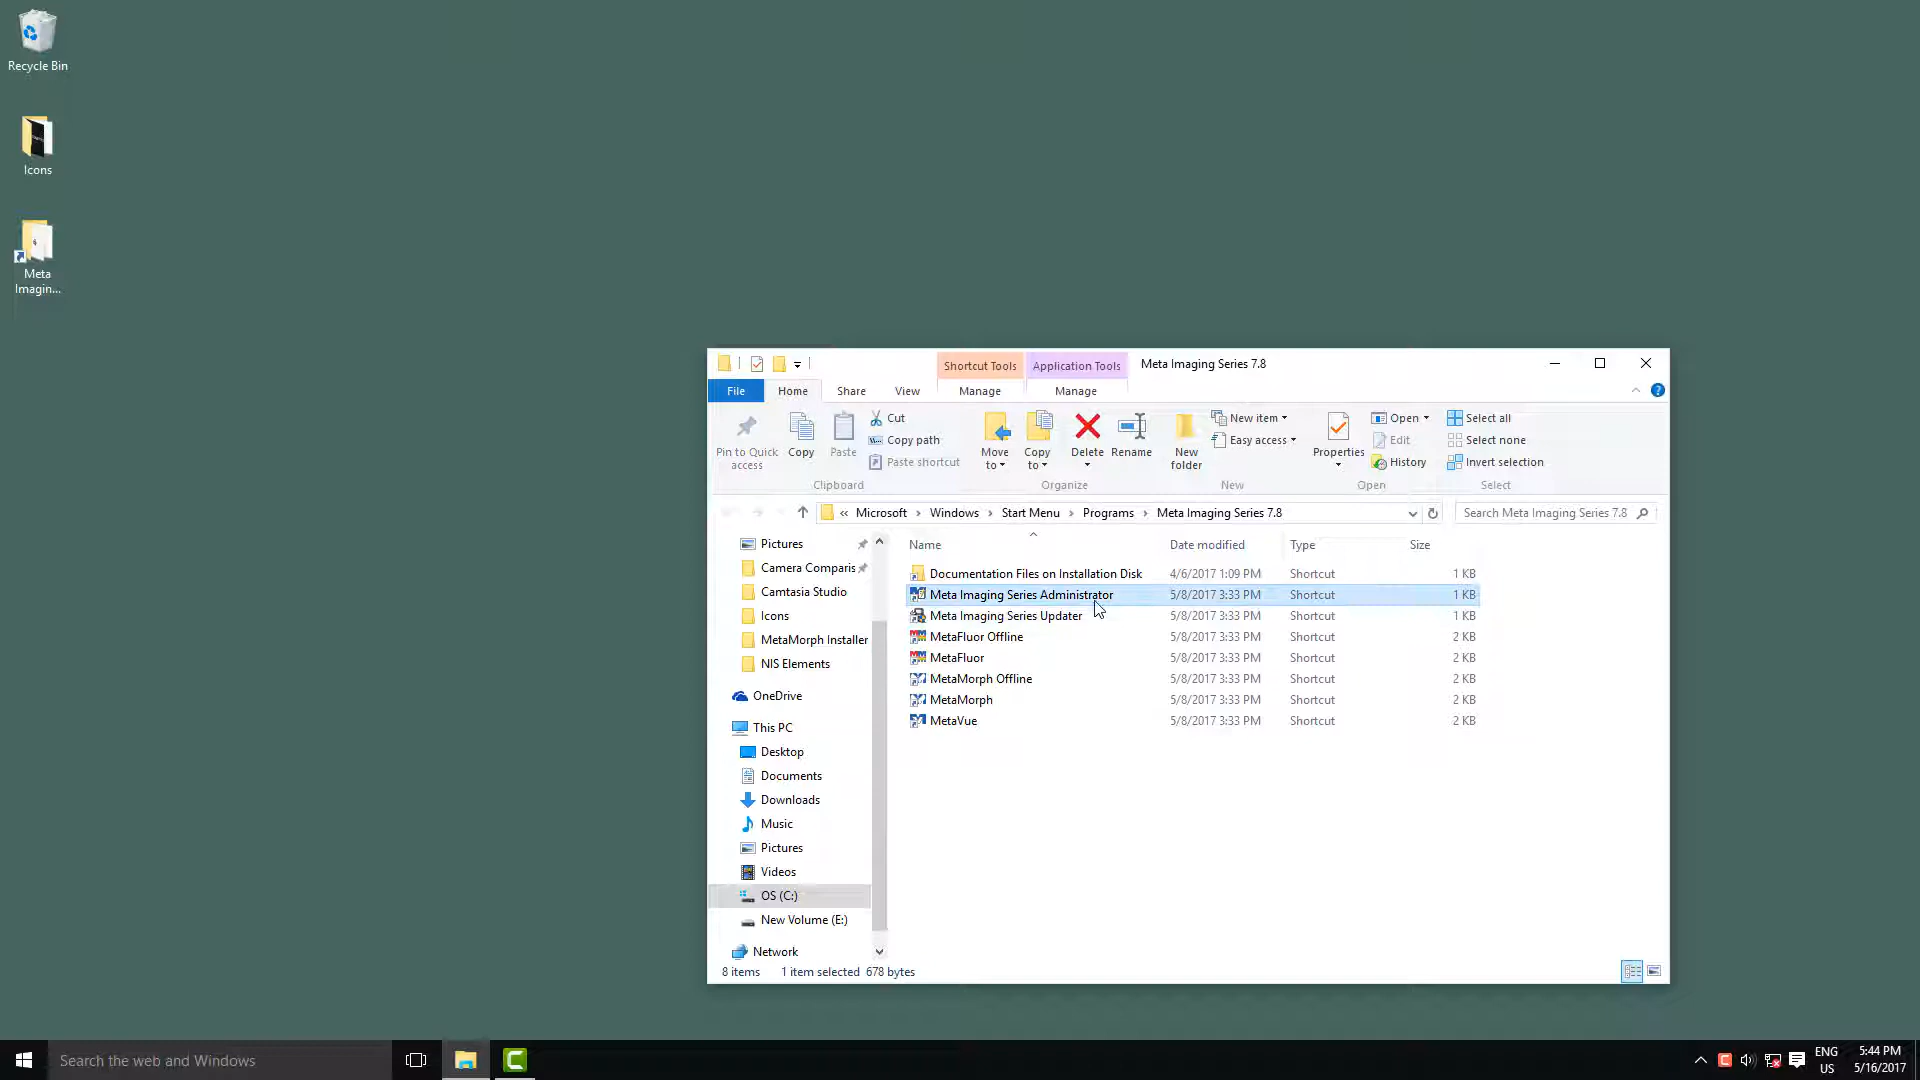 Recycle Bin
Icons
Meta
Imagin...
Shortcut Tools
Application Tools
Meta Imaging Series 7.8
File
Home
Share
View
Manage
Manage
Pin to Quick
access
Copy
Paste
Cut
Copy path
Paste shortcut
Clipboard
Move
to
Copy
to
Delete
Rename
Organize
New
folder
New item
Easy access
New
Properties
Open
Edit
History
Open
Select all
Select none
Invert selection
Select
« Microsoft > Windows > Start Menu > Programs > Meta Imaging Series 7.8
Search Meta Imaging Series 7.8
Pictures
Camera Comparis
Camtasia Studio
Icons
MetaMorph Installer
NIS Elements
OneDrive
This PC
Desktop
Documents
Downloads
Music
Pictures
Videos
OS (C:)
New Volume (E:)
Network
Name Date modified Type Size
Documentation Files on Installation Disk 4/6/2017 1:09 PM Shortcut 1 KB
Meta Imaging Series Administrator 5/8/2017 3:33 PM Shortcut 1 KB
Meta Imaging Series Updater 5/8/2017 3:33 PM Shortcut 1 KB
MetaFluor Offline 5/8/2017 3:33 PM Shortcut 2 KB
MetaFluor 5/8/2017 3:33 PM Shortcut 2 KB
MetaMorph Offline 5/8/2017 3:33 PM Shortcut 2 KB
MetaMorph 5/8/2017 3:33 PM Shortcut 2 KB
MetaVue 5/8/2017 3:33 PM Shortcut 2 KB
8 items 1 item selected 678 bytes
Search the web and Windows
ENG
US
5:44 PM
5/16/2017